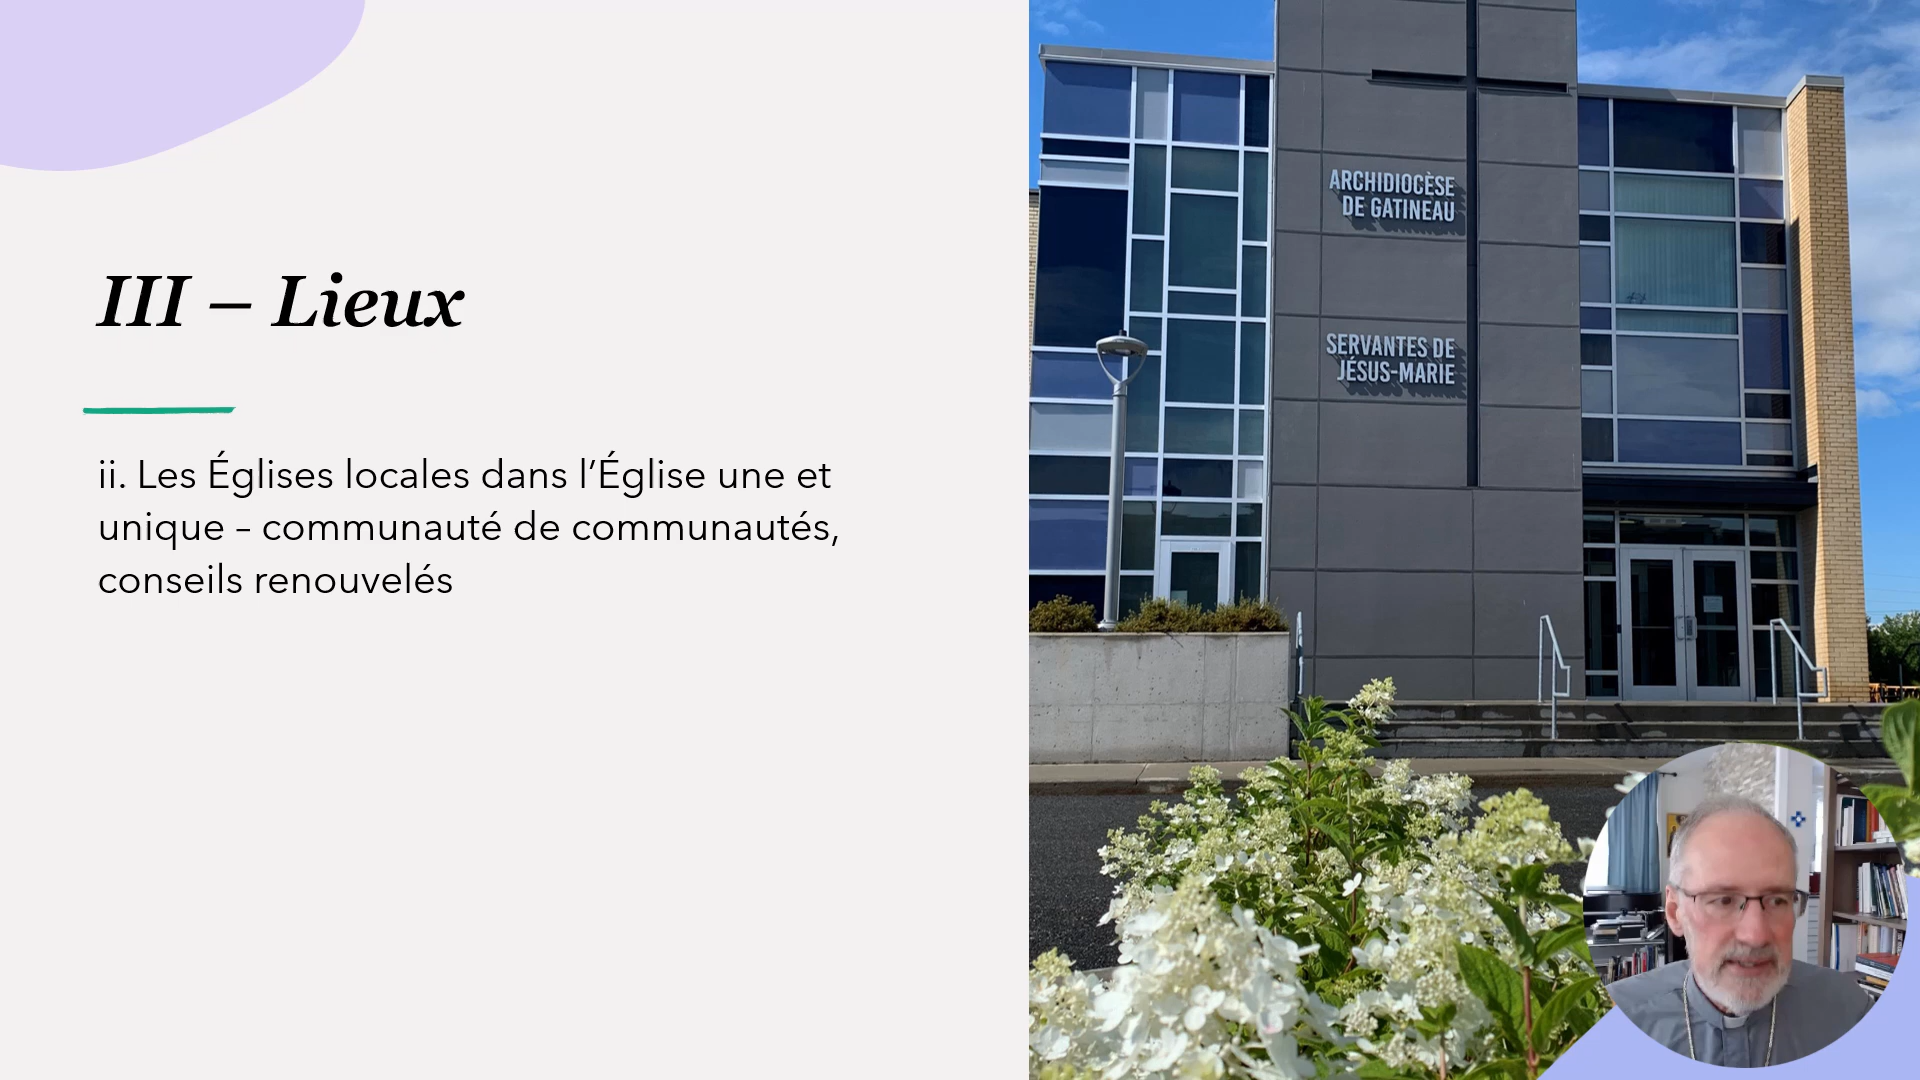 III – Lieux
ii. Les Églises locales dans l’Église une et
unique – communauté de communautés,
conseils renouvelés
ARCHIDIOCÈSE
DE GATINEAU
SERVANTES DE
JÉSUS-MARIE